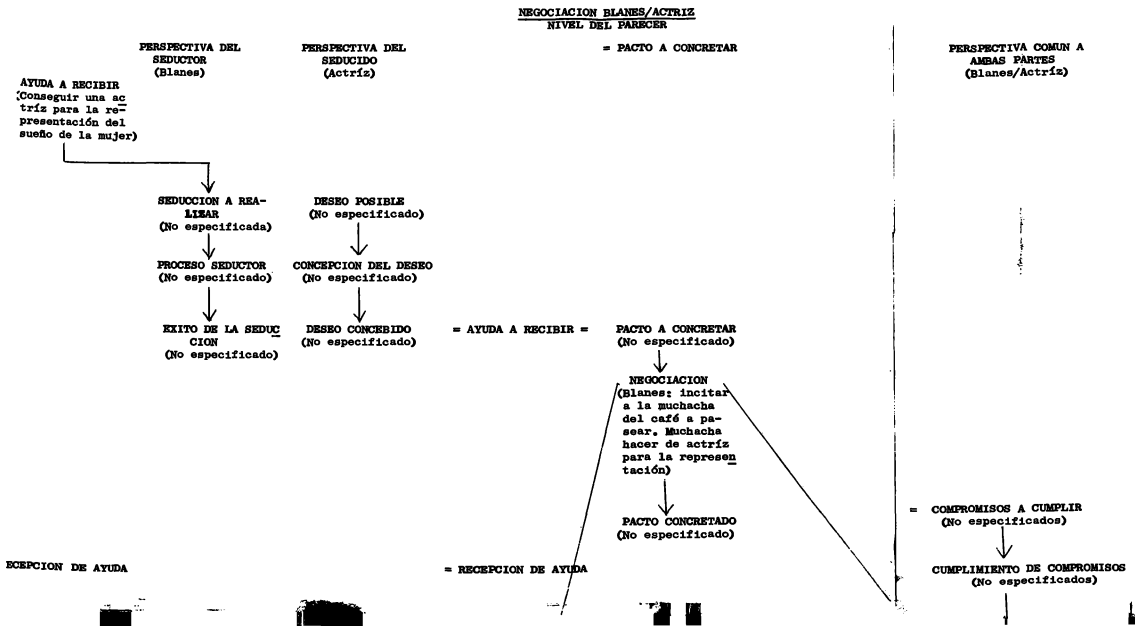 NEGOCIACION BLANES/ACTRIZ
NIVEL DEL PARECER
PERSPECTIVA DEL
SEDUCTOR
(Blanes)
PERSPECTIVA DEL
SEDUCIDO
(Actríz)
= PACTO A CONCRETAR
PERSPECTIVA COMUN A
AMBAS PARTES
(Blanes/Actríz)
AYUDA A RECIBIR
(Conseguir una ac
tríz para la re-
presentación del
sueño de la mujer)
SEDUCCION A REA-
LIZAR
(No especificada)
DESEO POSIBLE
(No especificado)
PROCESO SEDUCTOR
(No especificado)
CONCEPCION DEL DESEO
(No especificado)
EXITO DE LA SEDUC
CION
(No especificado)
DESEO CONCEBIDO
(No especificado)
= AYUDA A RECIBIR =
PACTO A CONCRETAR
(No especificado)
NEGOCIACION
(Blanes: incitar
a la muchacha
del café a pa-
sear. Muchacha
hacer de actríz
para la represen
tación)
PACTO CONCRETADO
(No especificado)
= COMPROMISOS A CUMPLIR
(No especificados)
ECEPCION DE AYUDA
= RECEPCION DE AYUDA
CUMPLIMIENTO DE COMPROMISOS
(No especificados)